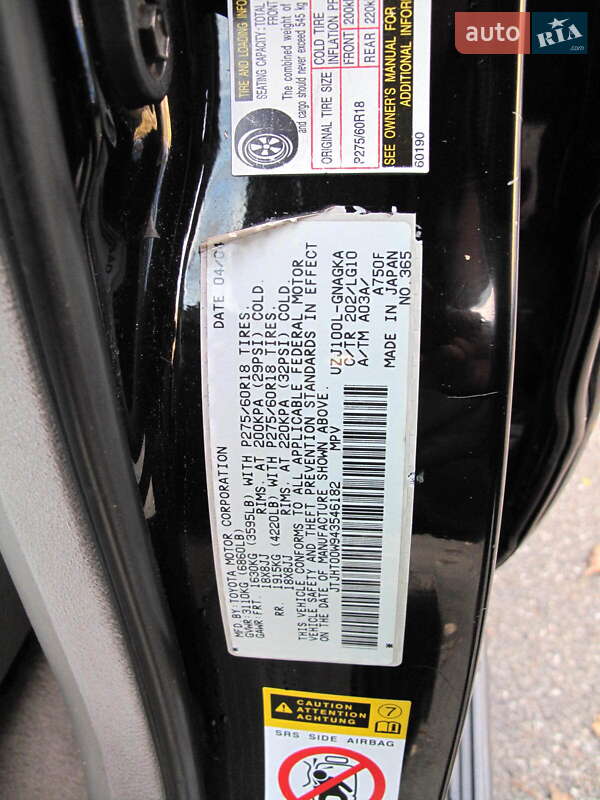 auto RIA .com
TIRE AND LOADING
SEATING CAPACITY: TOTAL FRONT
The combined weight of
and cargo should never exceed 545 kg
ORIGINAL TIRE SIZE
COLD TIRE INFLATION
P275/60R18
FRONT
REAR
SEE OWNER'S MANUAL FOR
ADDITIONAL
60190
MFD.BY: TOYOTA MOTOR CORPORATION DATE
GVWR: 3110KG (6860LB)
GAWR: FRT. 1630KG (3595LB) WITH P275/60R18 TIRES.
18X8JJ RIMS. AT 200KPA (29PSI) COLD.
RR. 1915KG (4220LB) WITH P275/60R18 TIRES.
18X8JJ RIMS. AT 220KPA (32PSI) COLD.
THIS VEHICLE CONFORMS TO ALL APPLICABLE FEDERAL MOTOR
VEHICLE SAFETY AND THEFT PREVENTION STANDARDS IN EFFECT
ON THE DATE OF MANUFACTURE SHOWN ABOVE.
JTJHT00W943546182 MPV UZJ100L-GNAGKA
C/TR 202/LG10
A/TM A03A/ A750F
MADE IN JAPAN
NO.365
CAUTION
ATTENTION
ACHTUNG
7
SRS SIDE AIRBAG